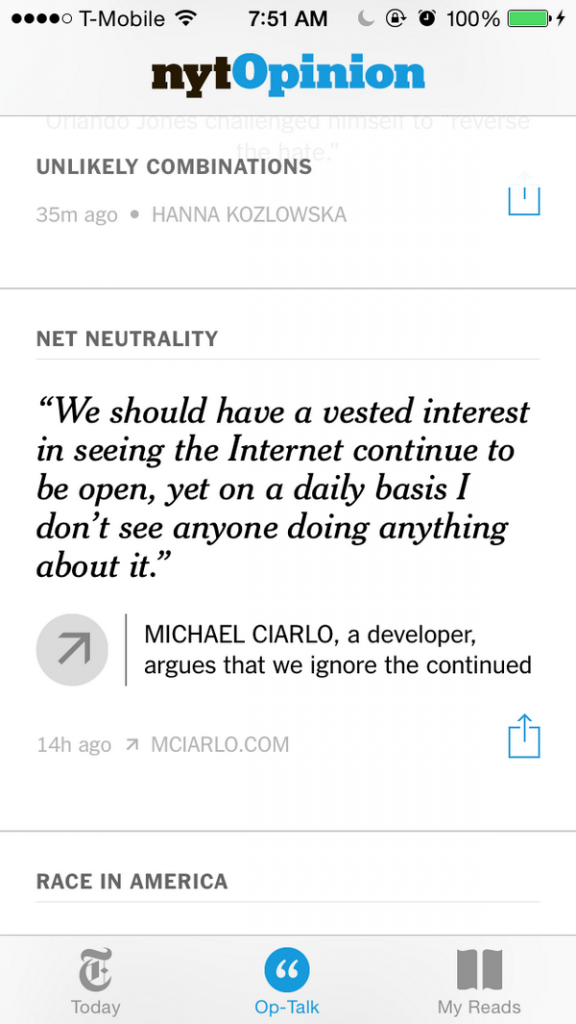 T-Mobile 7:51 AM 100%
nytOpinion
Orlando Jones challenged himself to "reverse
the hate."
UNLIKELY COMBINATIONS
35m ago • HANNA KOZLOWSKA
NET NEUTRALITY
“We should have a vested interest
in seeing the Internet continue to
be open, yet on a daily basis I
don’t see anyone doing anything
about it.”
MICHAEL CIARLO, a developer,
argues that we ignore the continued
14h ago ↗ MCIARLO.COM
RACE IN AMERICA
Today Op-Talk My Reads